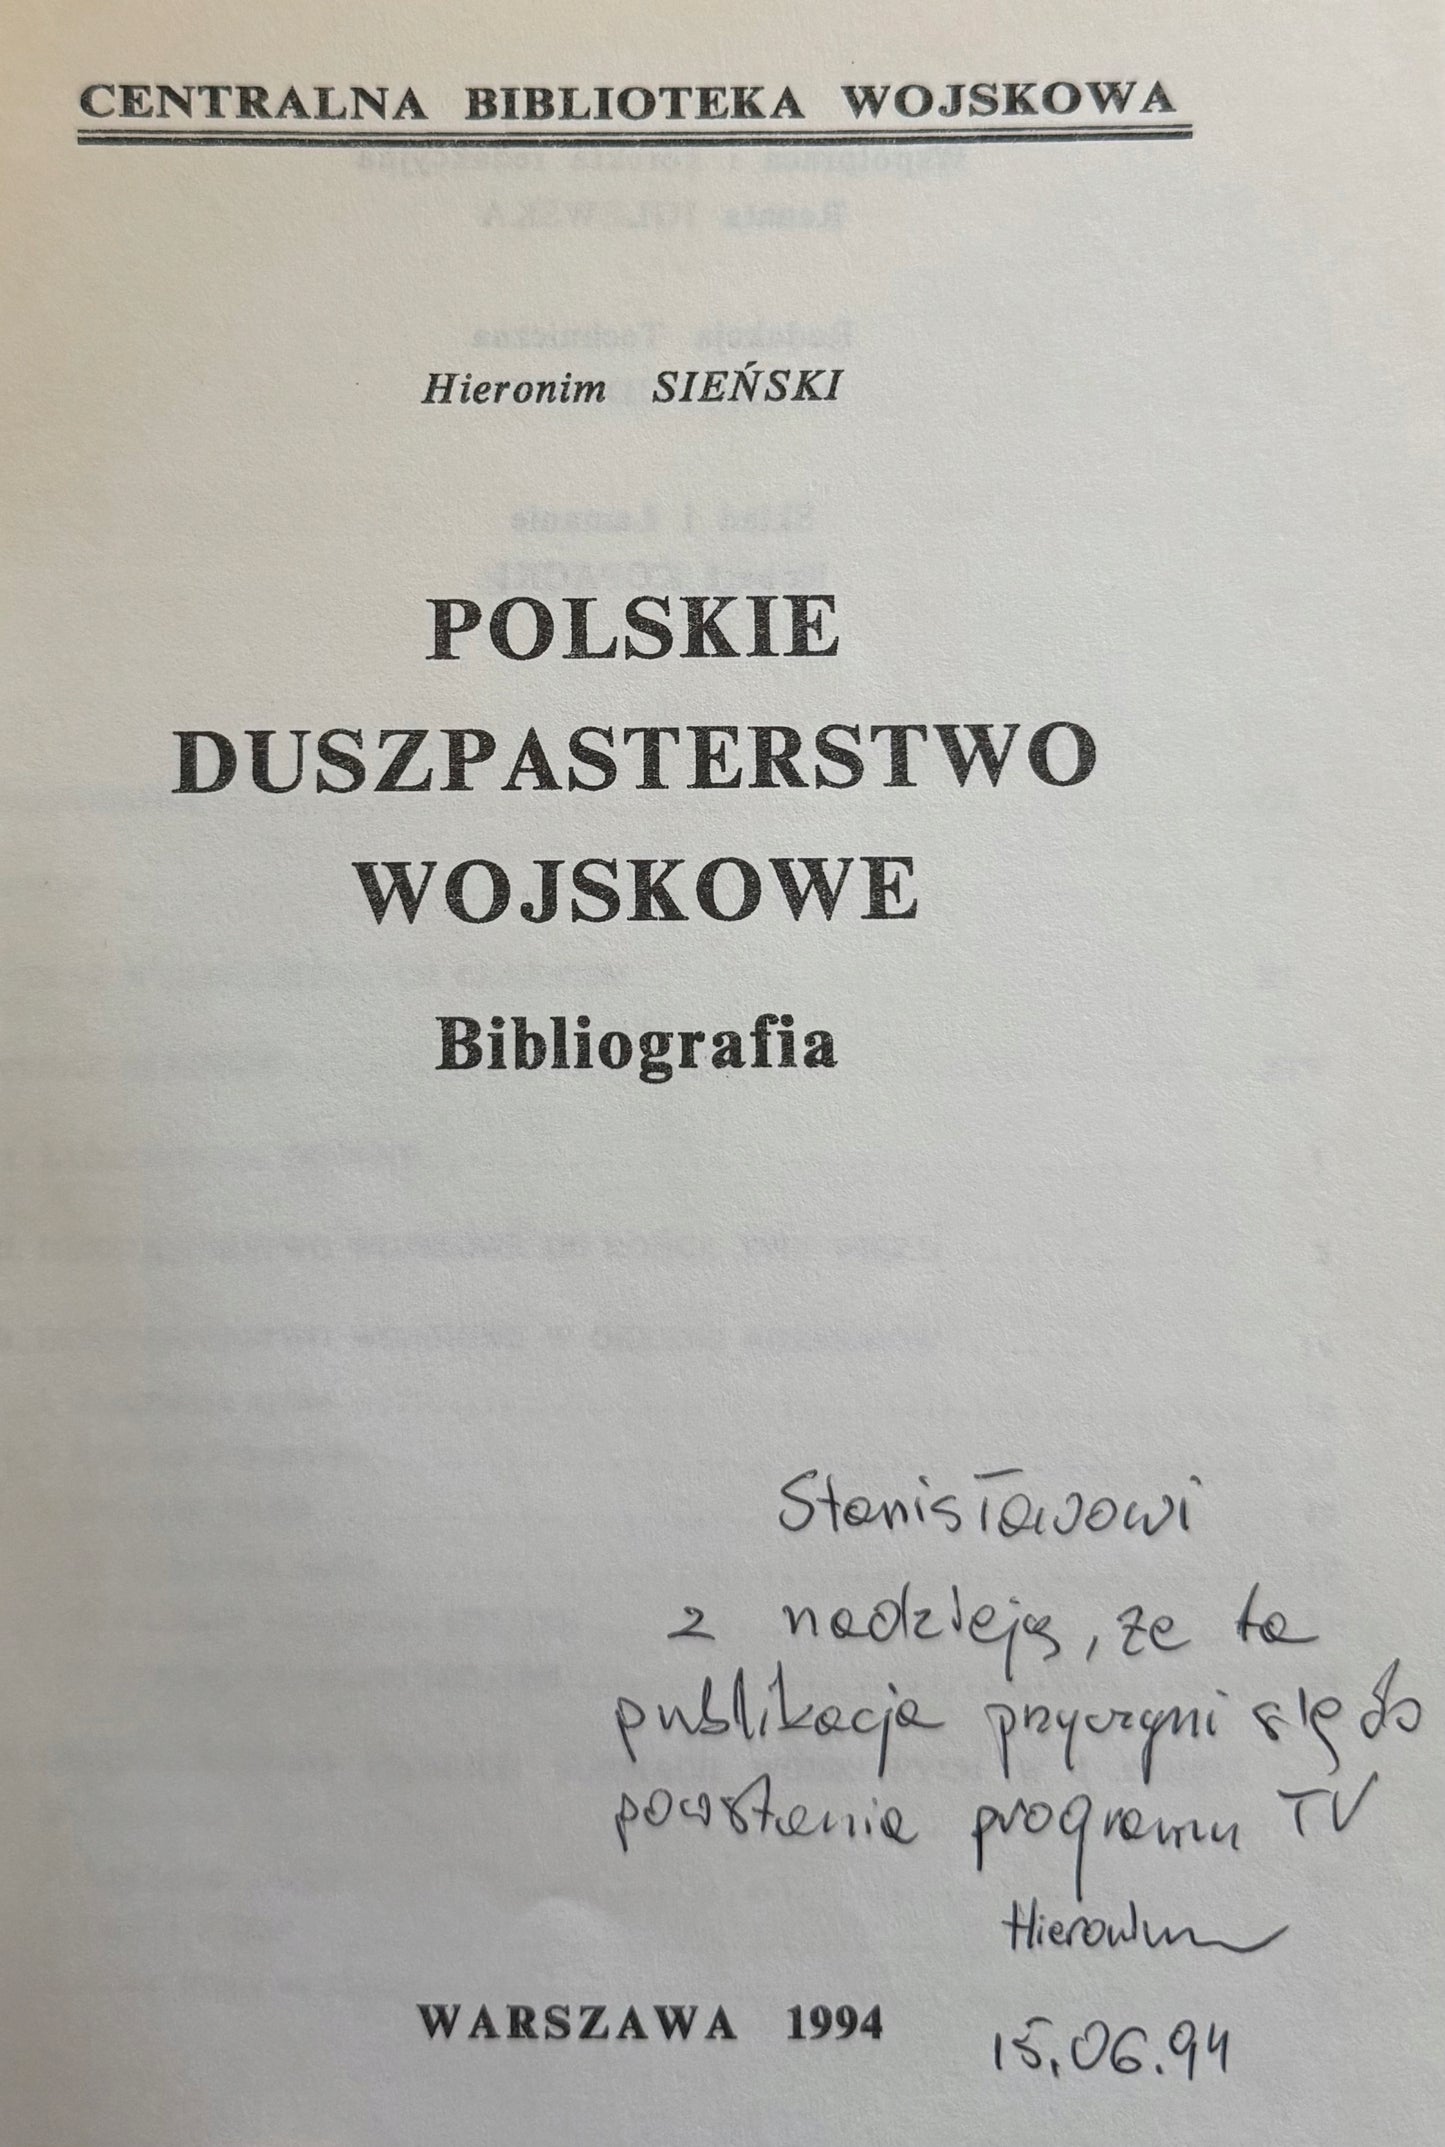 CENTRALNA BIBLIOTEKA WOJSKOWA
Hieronim SIEŃSKI
POLSKIE
DUSZPASTERSTWO
WOJSKOWE
Bibliografia
Stanisławowi
z nadzieją, że ta
publikacja przyczyni się do
powstania programu TV
Hieronim
WARSZAWA 1994
15.06.94